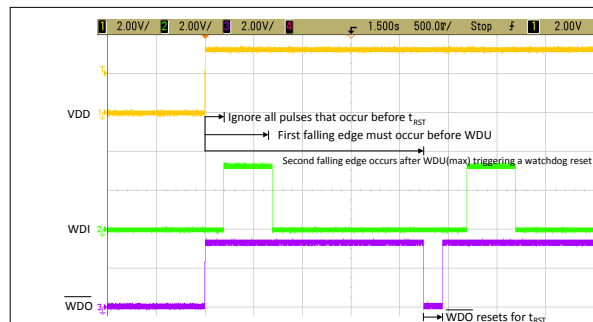 1 2.00V/ 2 2.00V/ 3 2.00V/ 4 1.500s 500.0ms/ Stop 1 2.00V
VDD
Ignore all pulses that occur before tRST
First falling edge must occur before WDU
Second falling edge occurs after WDU(max) triggering a watchdog reset
WDI
2
WDO
3
WDO resets for tRST